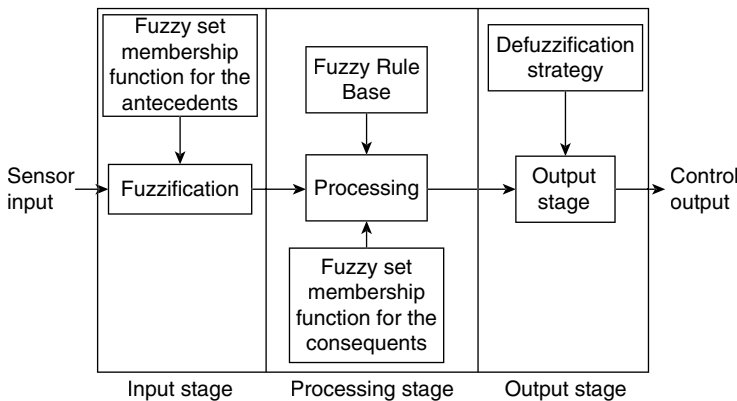 Fuzzy set
membership
function for the
antecedents
Fuzzy Rule
Base
Defuzzification
strategy
Sensor
input
Fuzzification
Processing
Output
stage
Control
output
Fuzzy set
membership
function for the
consequents
Input stage
Processing stage
Output stage